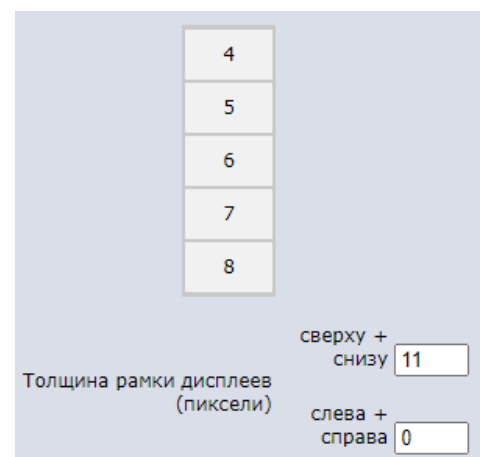 4
5
6
7
8
сверху +
снизу 11
Толщина рамки дисплеев
(пиксели)
слева +
справа 0